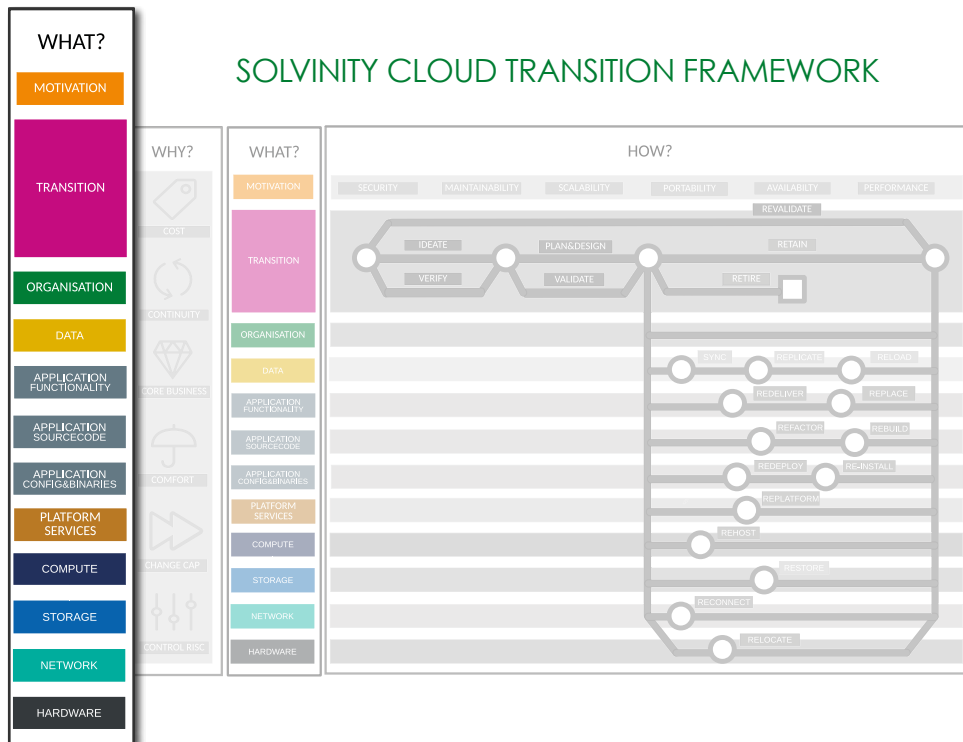 WHAT?
MOTIVATION
TRANSITION
ORGANISATION
DATA
APPLICATION
FUNCTIONALITY
APPLICATION
SOURCECODE
APPLICATION
CONFIG&BINARIES
PLATFORM
SERVICES
COMPUTE
STORAGE
NETWORK
HARDWARE
SOLVINITY CLOUD TRANSITION FRAMEWORK
WHY?
COST
CONTINUITY
CORE BUSINESS
COMFORT
CHANGE CAP
CONTROL RISC
WHAT?
MOTIVATION
TRANSITION
ORGANISATION
DATA
APPLICATION
FUNCTIONALITY
APPLICATION
SOURCECODE
APPLICATION
CONFIG&BINARIES
PLATFORM
SERVICES
COMPUTE
STORAGE
NETWORK
HARDWARE
HOW?
SECURITY
MAINTAINABILITY
SCALABILITY
PORTABILITY
AVAILABILTY
PERFORMANCE
REVALIDATE
IDEATE
PLAN&DESIGN
RETAIN
VERIFY
VALIDATE
RETIRE
SYNC
REPLICATE
RELOAD
REDELIVER
REPLACE
REFACTOR
REBUILD
REDEPLOY
RE-INSTALL
REPLATFORM
REHOST
RESTORE
RECONNECT
RELOCATE